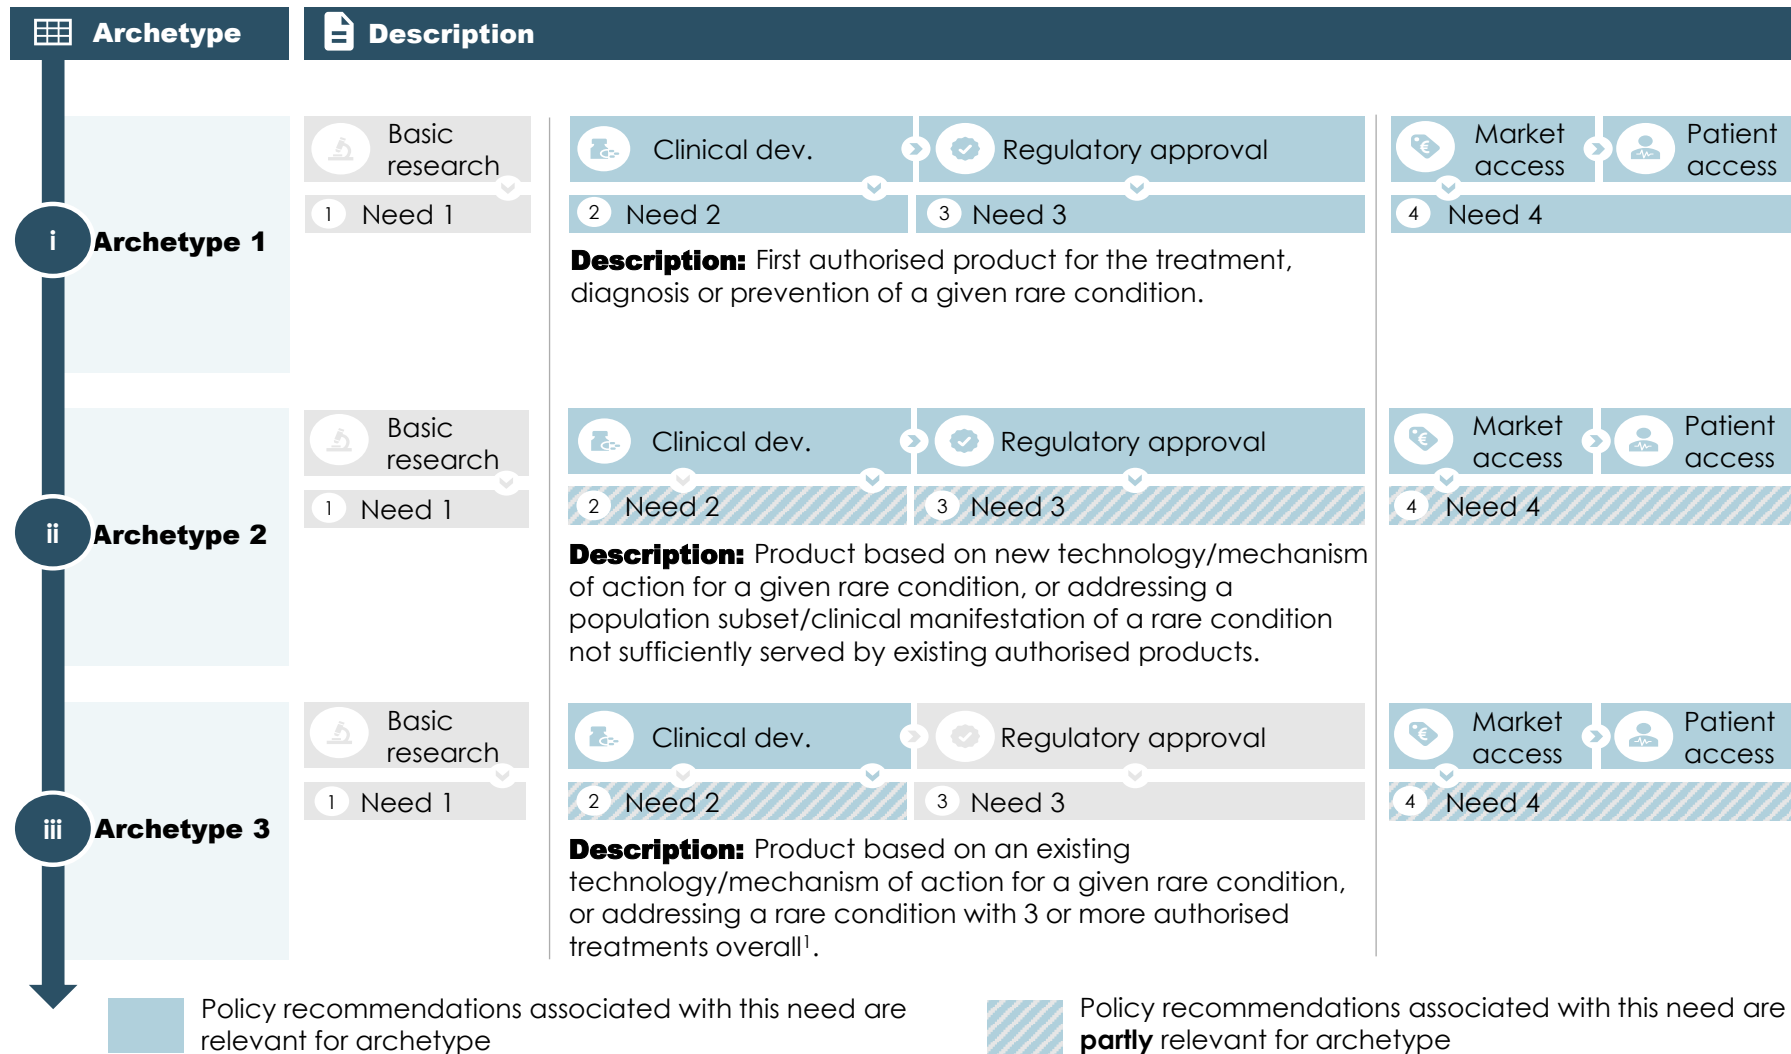 Archetype
Description
Basic
research
Clinical dev.
Regulatory approval
Market
access
Patient
access
1 Need 1
2 Need 2
3 Need 3
4 Need 4
i
Archetype 1
Description: First authorised product for the treatment,
diagnosis or prevention of a given rare condition.
Basic
research
Clinical dev.
Regulatory approval
Market
access
Patient
access
1 Need 1
2 Need 2
3 Need 3
4 Need 4
ii
Archetype 2
Description: Product based on new technology/mechanism
of action for a given rare condition, or addressing a
population subset/clinical manifestation of a rare condition
not sufficiently served by existing authorised products.
Basic
research
Clinical dev.
Regulatory approval
Market
access
Patient
access
1 Need 1
2 Need 2
3 Need 3
4 Need 4
iii
Archetype 3
Description: Product based on an existing
technology/mechanism of action for a given rare condition,
or addressing a rare condition with 3 or more authorised
treatments overall¹.
Policy recommendations associated with this need are
relevant for archetype
Policy recommendations associated with this need are
partly relevant for archetype